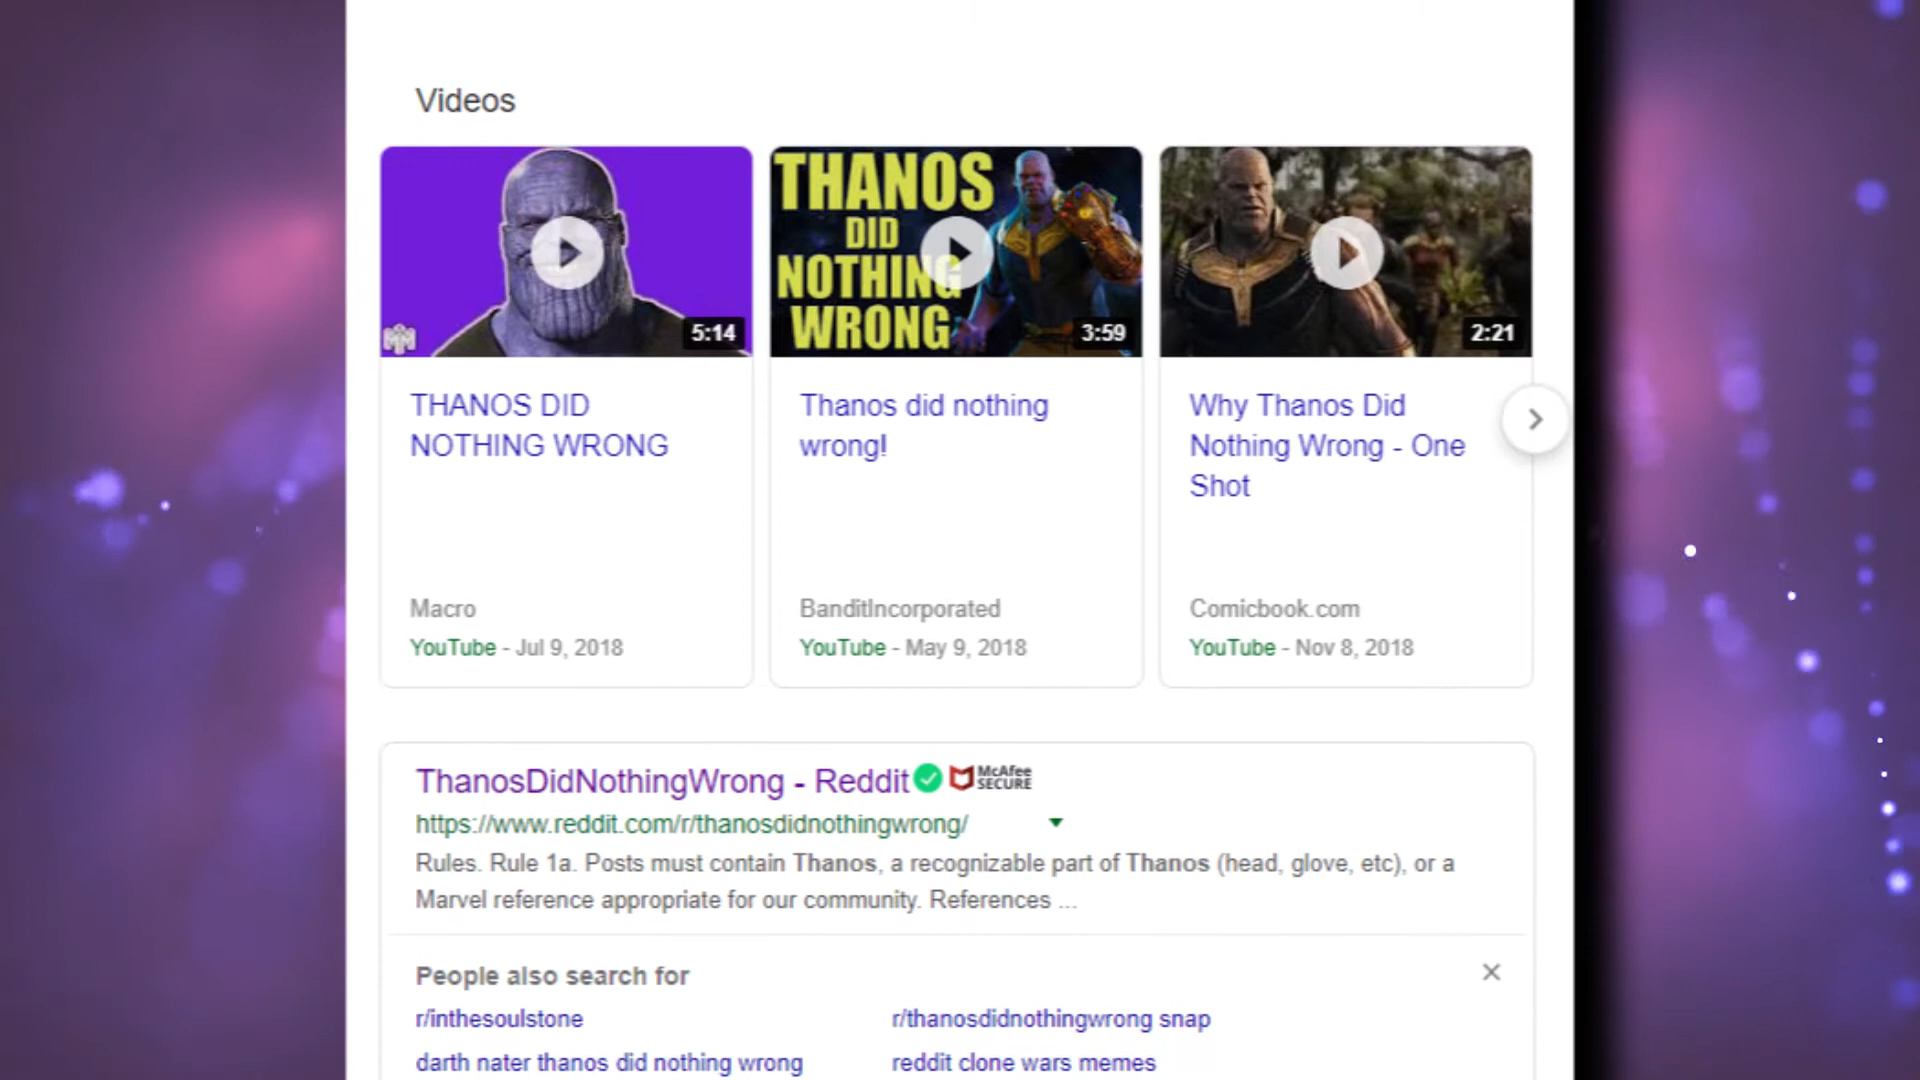 Videos
THANOS
DID
NOTHING
WRONG
5:14
3:59
2:21
THANOS DID
NOTHING WRONG
Thanos did nothing
wrong!
Why Thanos Did
Nothing Wrong - One
Shot
Macro
YouTube - Jul 9, 2018
BanditIncorporated
YouTube - May 9, 2018
Comicbook.com
YouTube - Nov 8, 2018
ThanosDidNothingWrong - Reddit McAfee SECURE
https://www.reddit.com/r/thanosdidnothingwrong/
Rules. Rule 1a. Posts must contain Thanos, a recognizable part of Thanos (head, glove, etc), or a
Marvel reference appropriate for our community. References ...
People also search for
r/inthesoulstone
r/thanosdidnothingwrong snap
darth nater thanos did nothing wrong
reddit clone wars memes